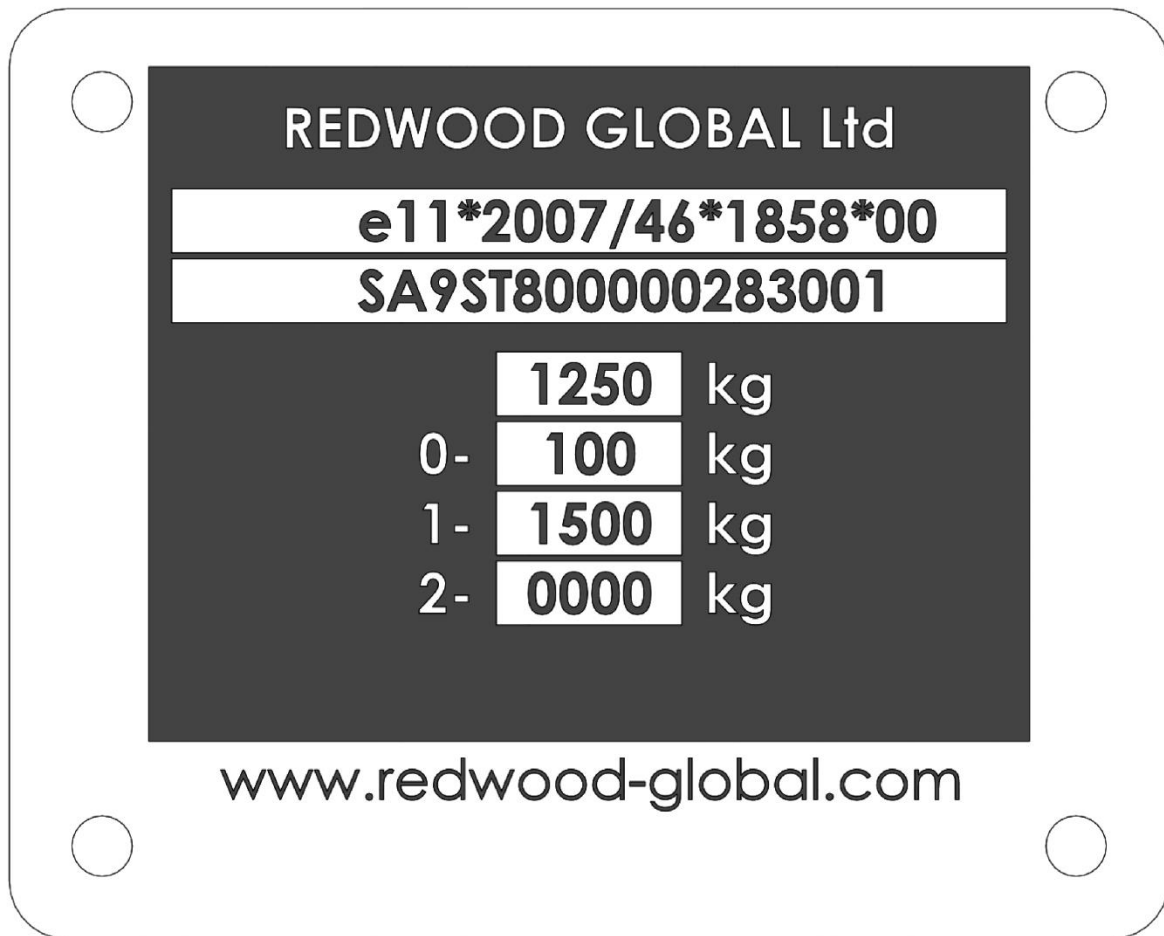 REDWOOD GLOBAL Ltd
e11*2007/46*1858*00
SA9ST800000283001
1250 kg
0- 100 kg
1- 1500 kg
2- 0000 kg
www.redwood-global.com